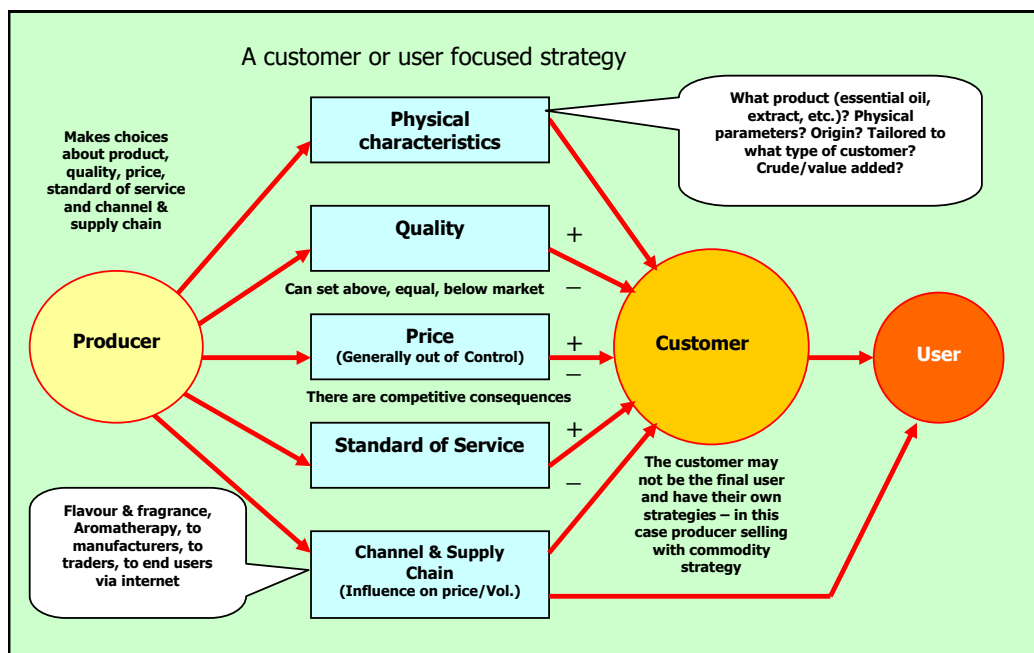 A customer or user focused strategy
Makes choices
about product,
quality, price,
standard of service
and channel &
supply chain
Producer
Physical
characteristics
What product (essential oil,
extract, etc.)? Physical
parameters? Origin? Tailored to
what type of customer?
Crude/value added?
Quality
+
–
Can set above, equal, below market
Price
(Generally out of Control)
+
–
There are competitive consequences
Standard of Service
+
–
Channel & Supply
Chain
(Influence on price/Vol.)
Flavour & fragrance,
Aromatherapy, to
manufacturers, to
traders, to end users
via internet
Customer
The customer may
not be the final user
and have their own
strategies – in this
case producer selling
with commodity
strategy
User